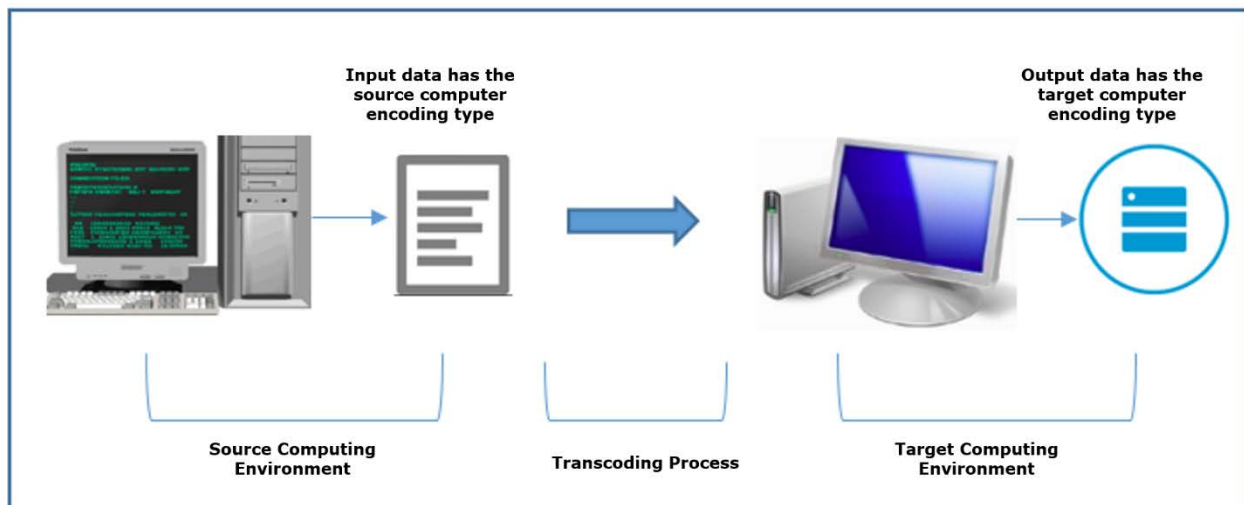 Input data has the
source computer
encoding type
Output data has the
target computer
encoding type
Source Computing
Environment
Transcoding Process
Target Computing
Environment